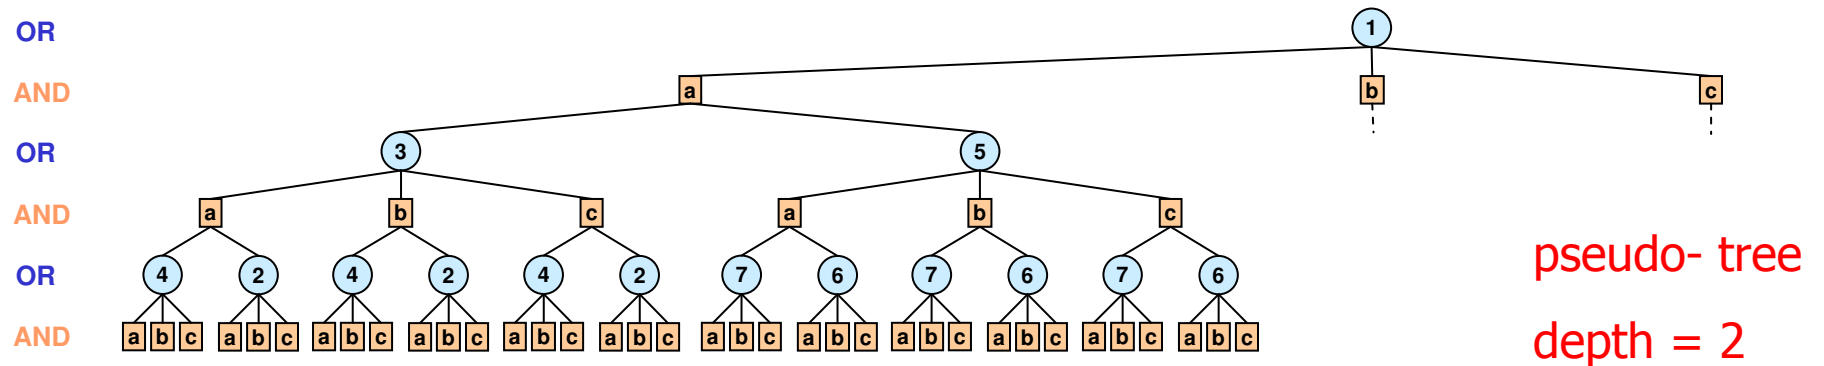 OR 1
AND a b c
OR 3 5
AND a b c a b c
OR 4 2 4 2 4 2 7 6 7 6 7 6
pseudo- tree
AND a b c a b c a b c a b c a b c a b c a b c a b c a b c a b c a b c a b c
depth = 2